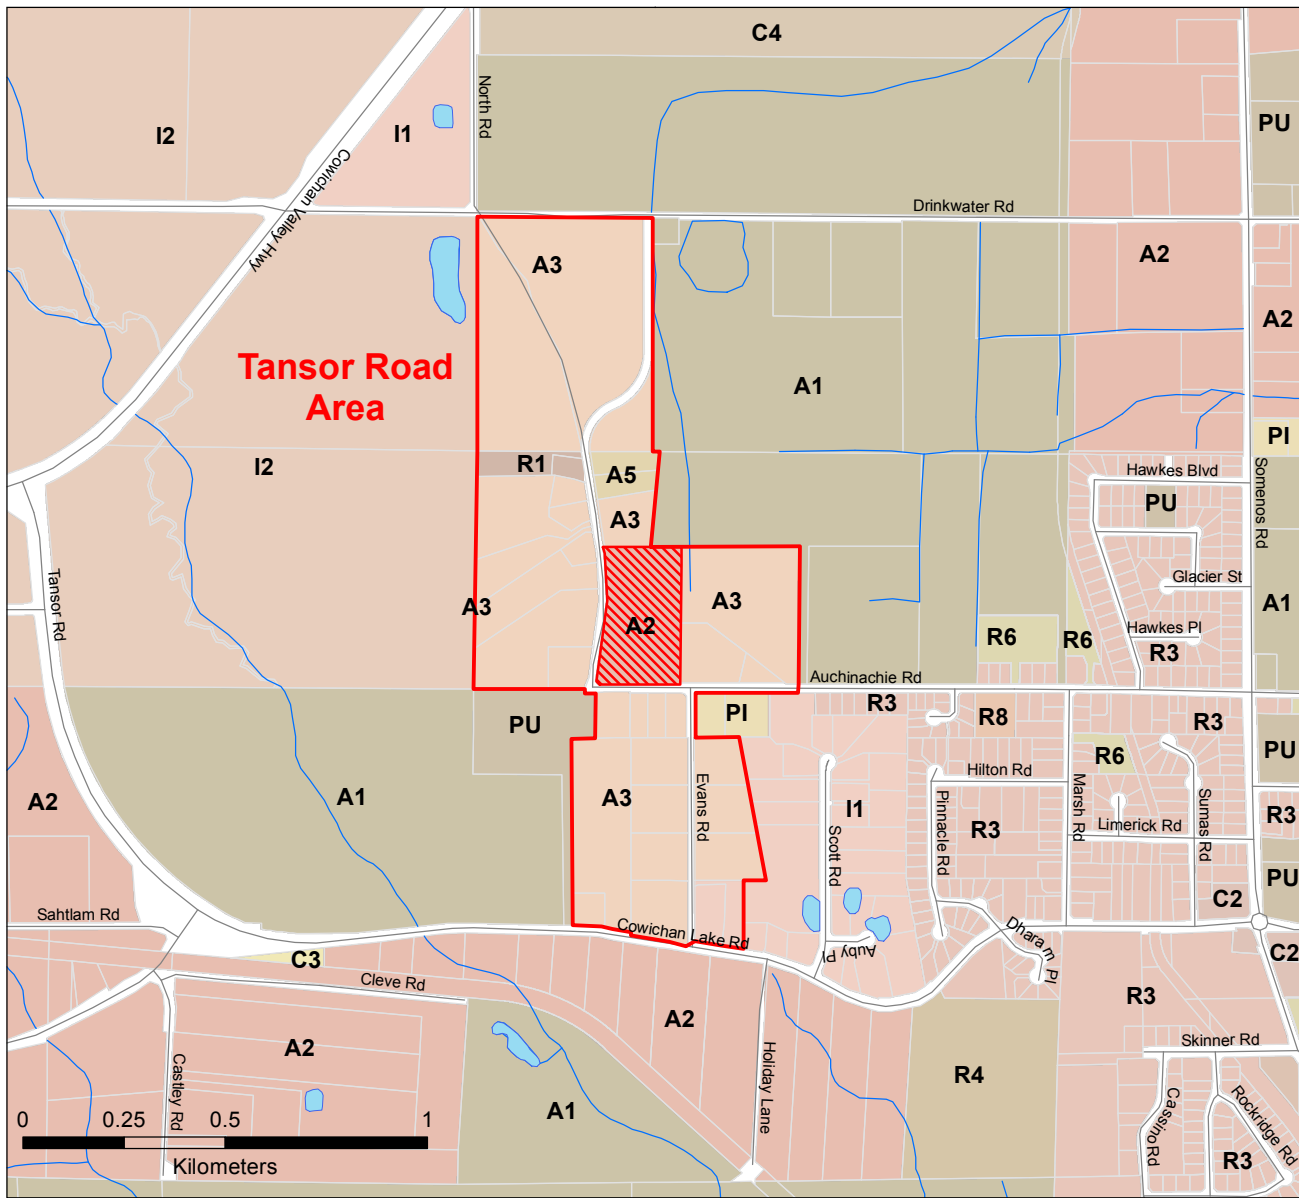 C4
North Rd
I2
I1
PU
Cowichan Valley Hwy
Drinkwater Rd
A3
A2
A2
Tansor Road
Area
A1
R1
A5
I2
A3
PI
Hawkes Blvd
PU
Somenos Rd
Tansor Rd
Glacier St
A3
A2
A3
A1
R6
R6
Hawkes Pl
R3
Auchinachie Rd
PU
PI
R3
R8
R3
R6
PU
Hilton Rd
A2
A1
A3
Evans Rd
I1
Scott Rd
Pinnacle Rd
R3
Marsh Rd
Limerick Rd
Sumas Rd
R3
PU
C2
Sahtlam Rd
Cowichan Lake Rd
Auby Pl
Dharam Pl
C3
Cleve Rd
C2
A2
R3
A2
Holiday Lane
Skinner Rd
Castley Rd
A1
R4
Cassino Rd
Rockridge Rd
R3
0 0.25 0.5 1
Kilometers